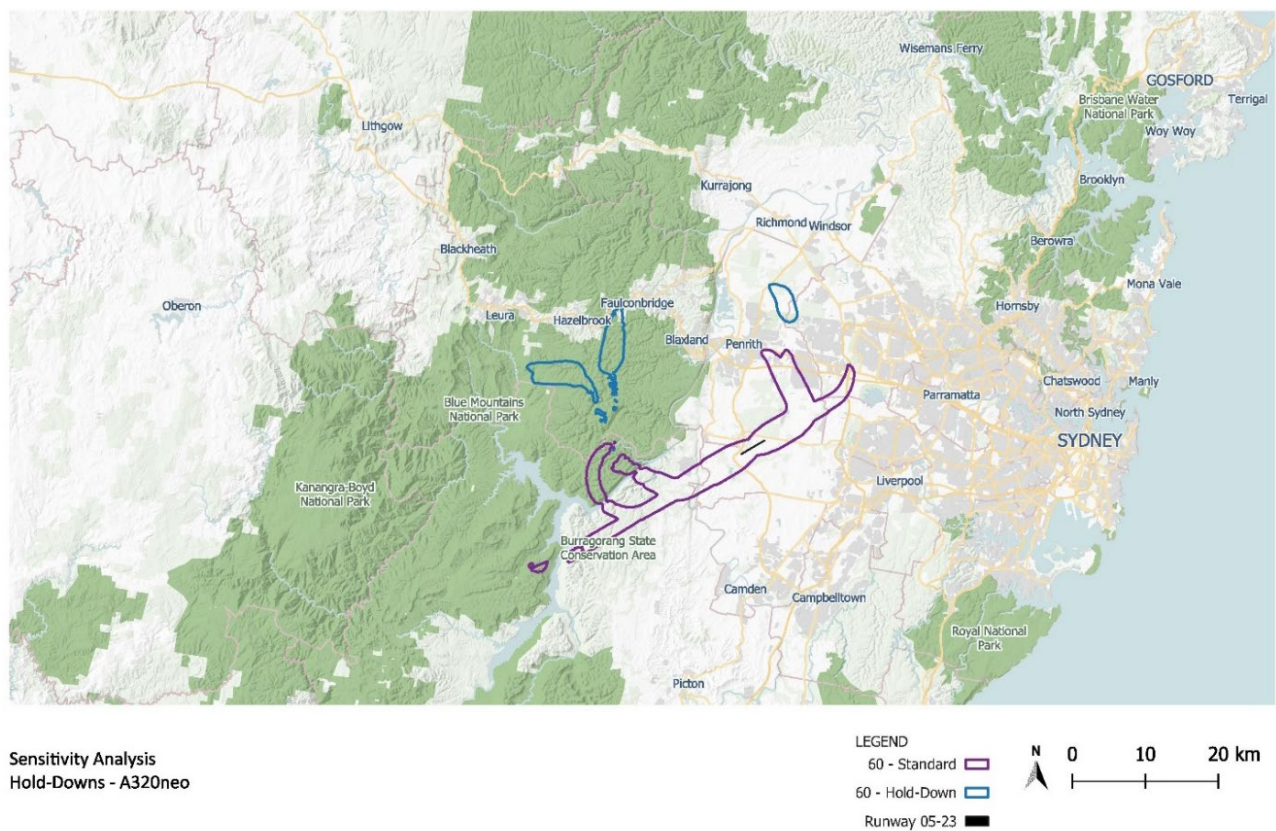 Wisemans Ferry
GOSFORD
Brisbane Water
National Park
Terrigal
Woy Woy
Lithgow
Kurrajong
Brooklyn
Richmond
Windsor
Berowra
Blackheath
Mona Vale
Oberon
Faulconbridge
Hornsby
Leura
Hazelbrook
Blaxland
Penrith
Chatswood
Manly
Parramatta
Blue Mountains
National Park
North Sydney
SYDNEY
Kanangra-Boyd
National Park
Liverpool
Burragorang State
Conservation Area
Camden
Campbelltown
Royal National
Park
Picton
Sensitivity Analysis
Hold-Downs - A320neo
LEGEND
60 - Standard
60 - Hold-Down
Runway 05-23
N
0 10 20 km